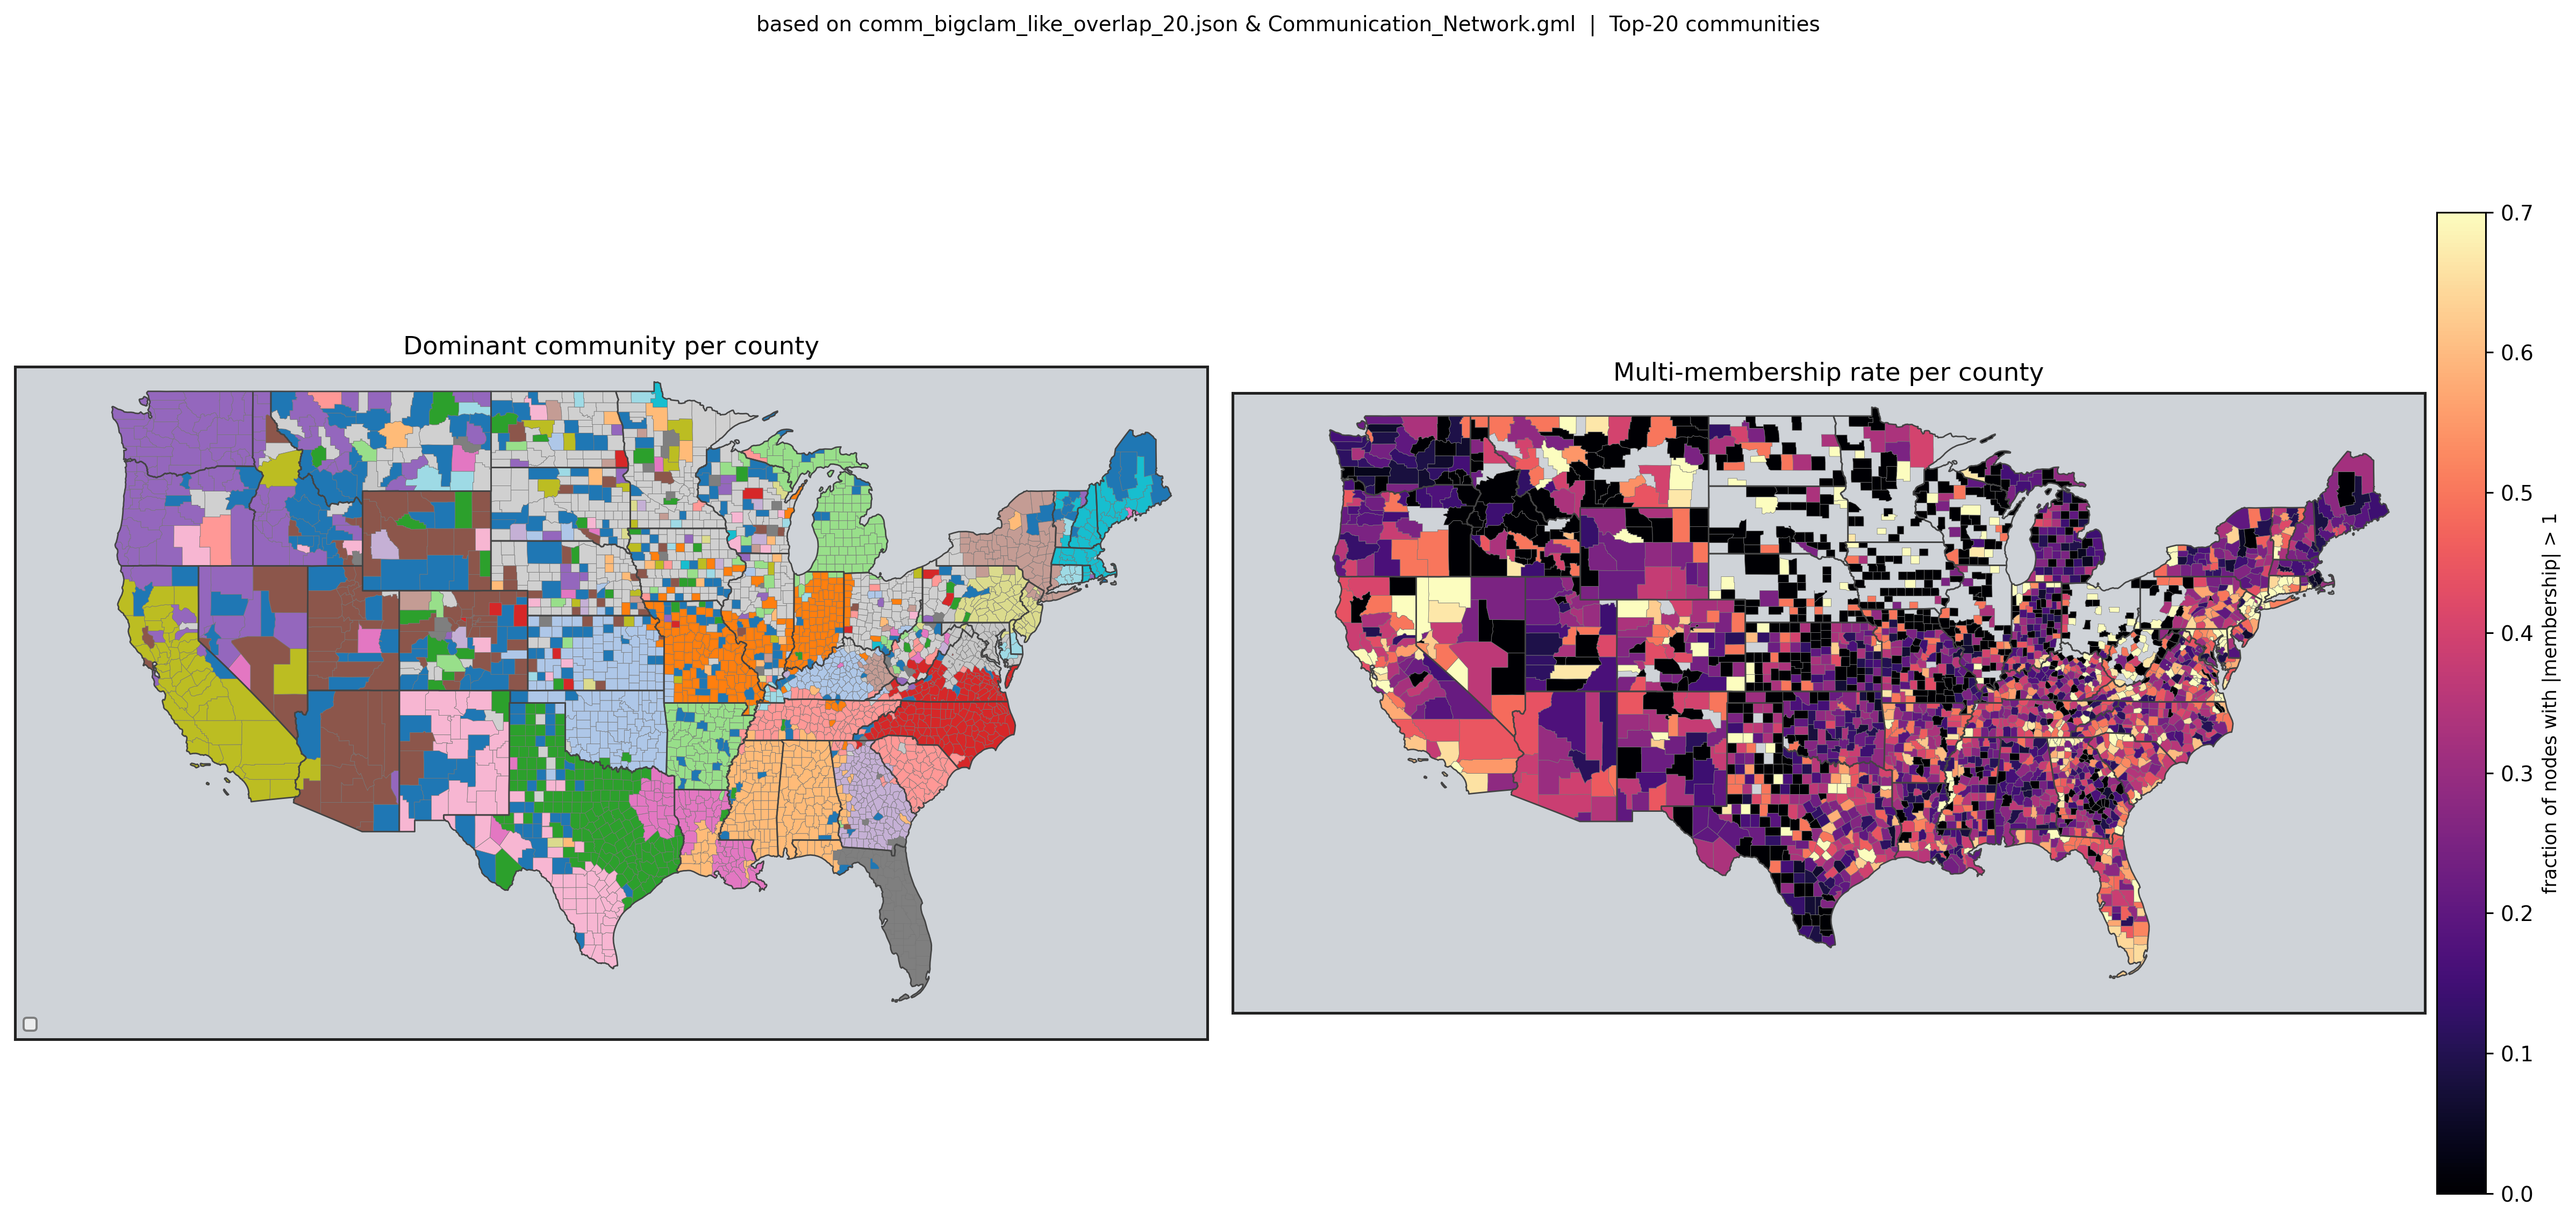 based on comm_bigclam_like_overlap_20.json & Communication_Network.gml | Top-20 communities
Dominant community per county
Multi-membership rate per county
0.7
0.6
0.5
0.4
0.3
0.2
0.1
0.0
fraction of nodes with |membership| > 1